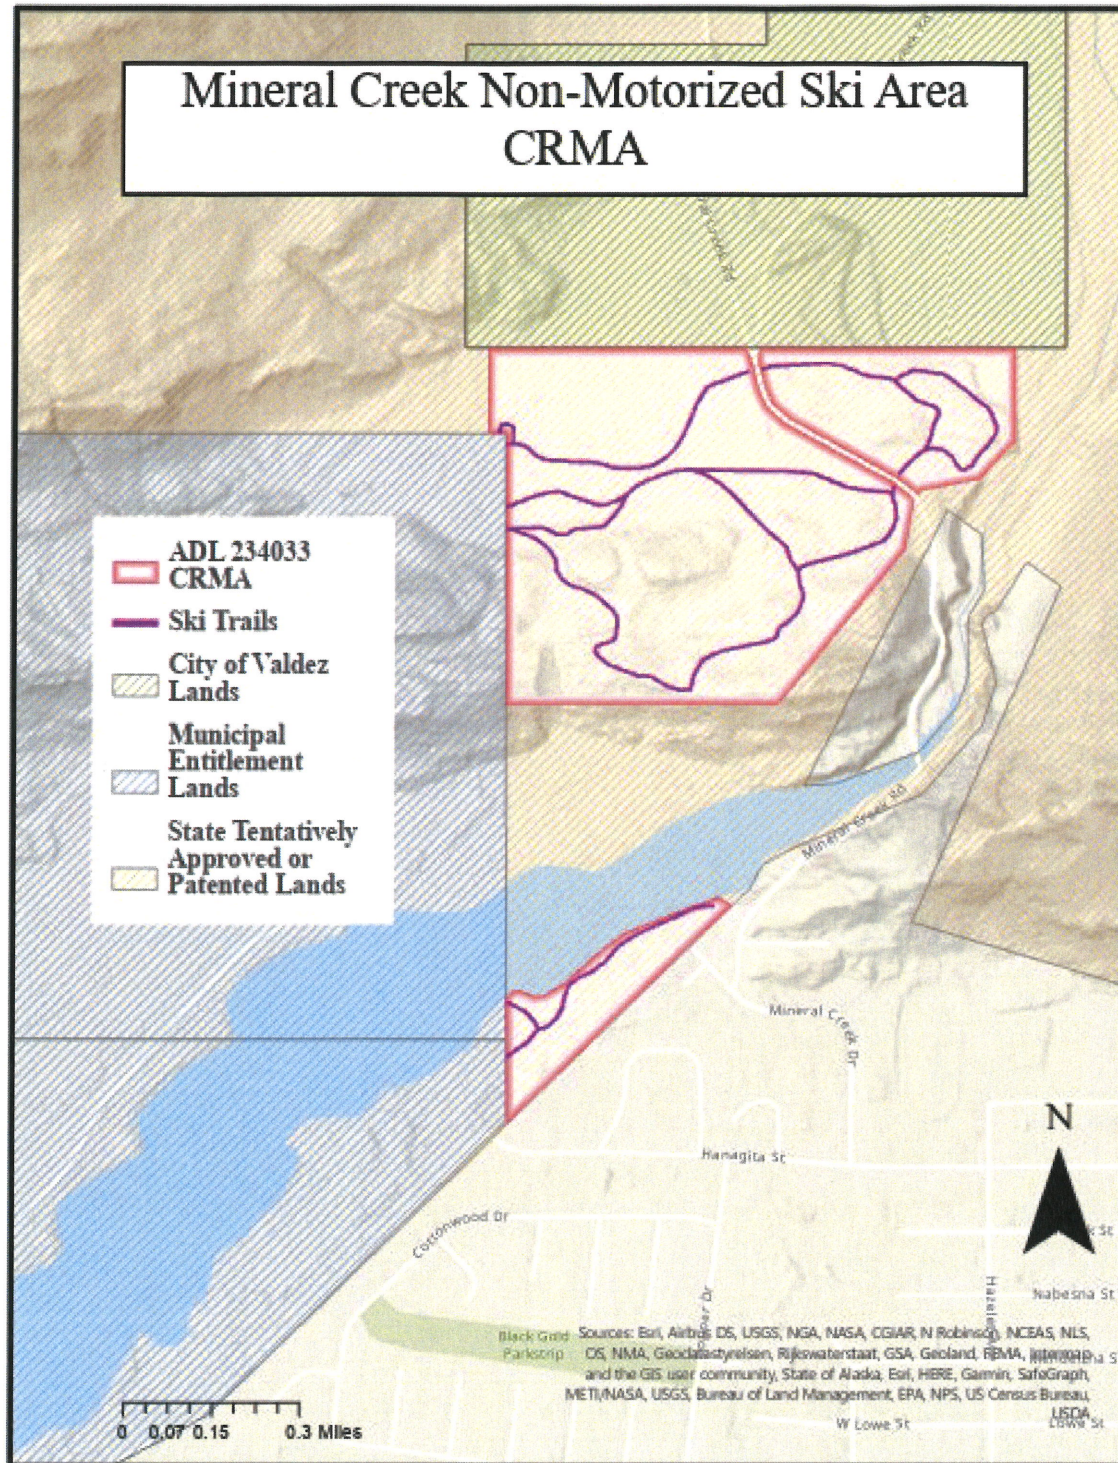 Mineral Creek Non-Motorized Ski Area
CRMA
ADL 234033
CRMA
Ski Trails
City of Valdez
Lands
Municipal
Entitlement
Lands
State Tentatively
Approved or
Patented Lands
Mineral Creek Rd
Mineral Creek Dr
N
Hanagita St
Cottonwood Dr
St
Nabesna St
Black Gold
Parkstrip
Sources: Esri, Airbus DS, USGS, NGA, NASA, CGIAR, N Robinson, NCEAS, NLS,
OS, NMA, Geodatastyrelsen, Rijkswaterstaat, GSA, Geoland, FEMA, Intermap
and the GIS user community, State of Alaska, Esri, HERE, Garmin, SafeGraph,
METI/NASA, USGS, Bureau of Land Management, EPA, NPS, US Census Bureau,
USDA
W Lowe St
Lowe St
0 0.07 0.15 0.3 Miles